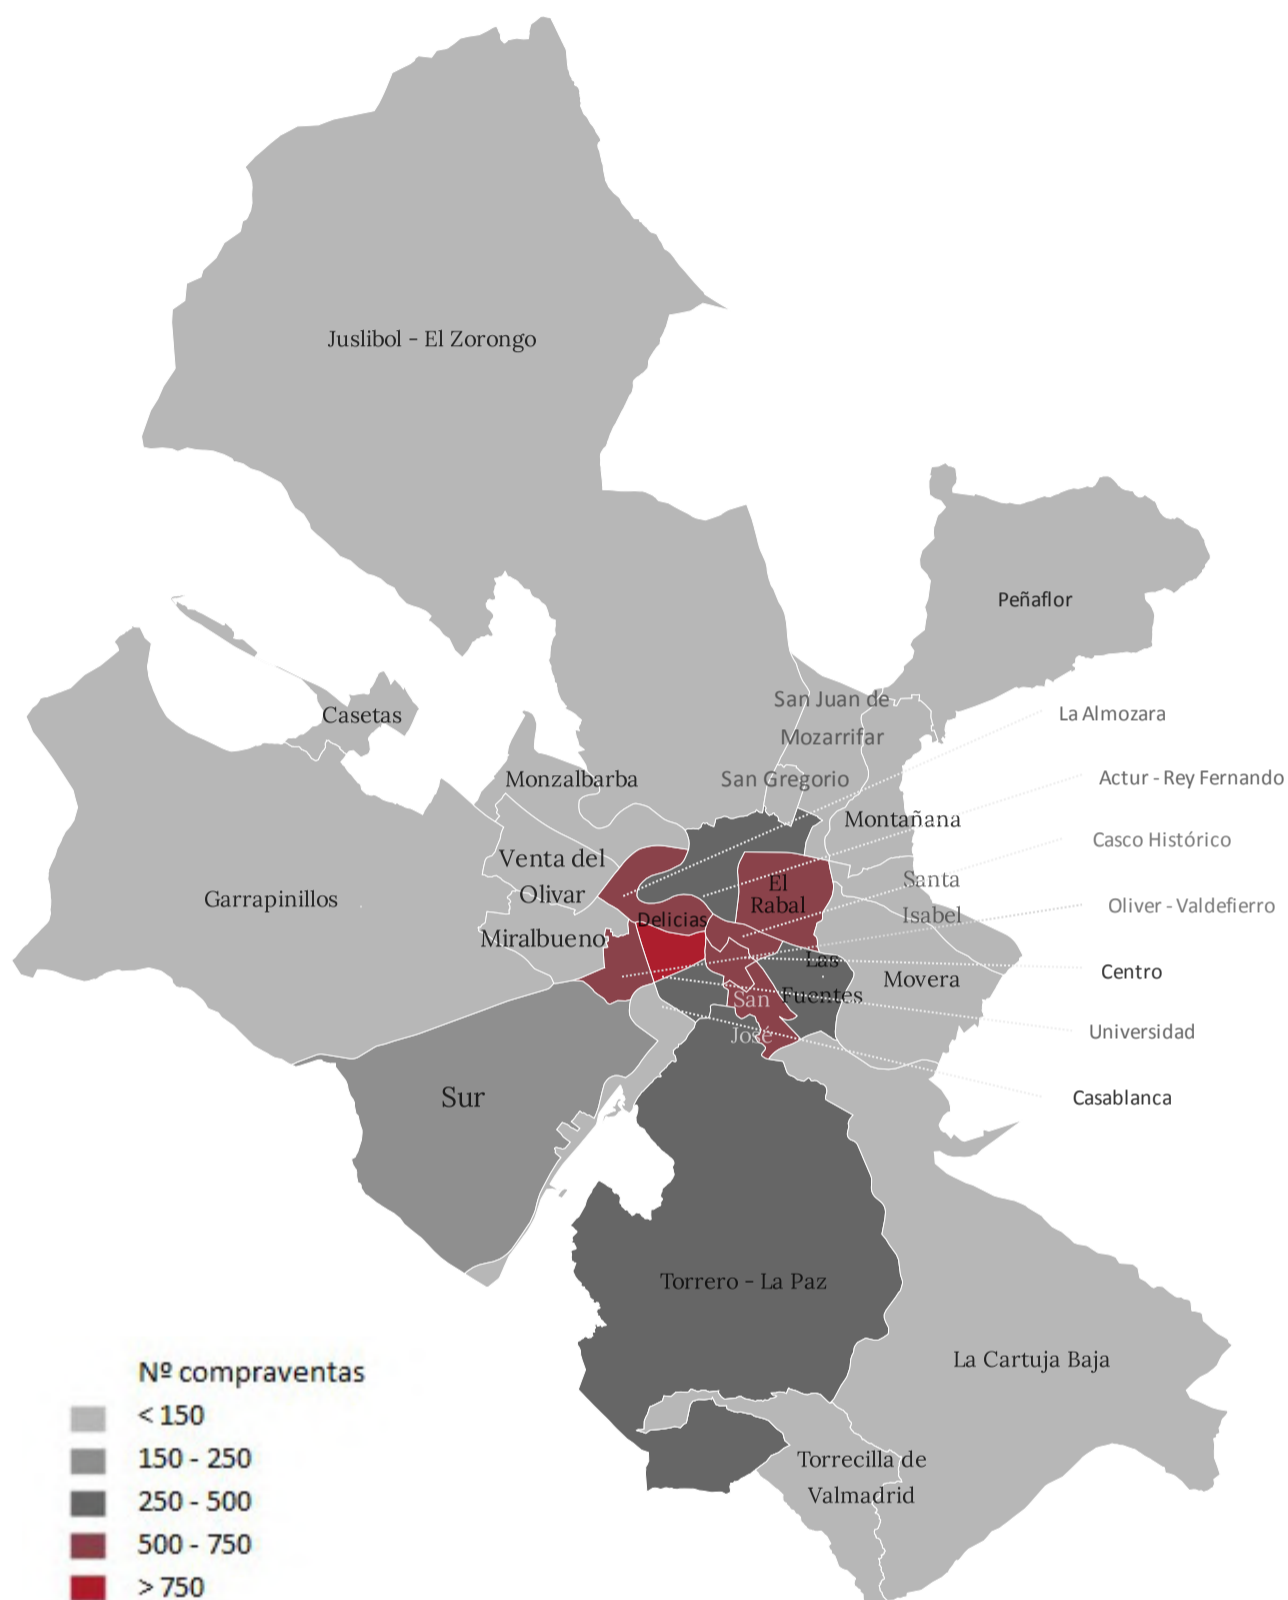 Juslibol - El Zorongo
Peñaflor
San Juan de
Mozarrifar
La Almozara
Casetas
San Gregorio
Monzalbarba
Actur - Rey Fernando
Montañana
Casco Histórico
Venta del
Olivar
Santa
Isabel
El
Rabal
Garrapinillos
Oliver - Valdefierro
Delicias
Miralbueno
Las
Fuentes
Centro
Movera
San
José
Universidad
Sur
Casablanca
Torrero - La Paz
La Cartuja Baja
Torrecilla de
Valmadrid
Nº compraventas
< 150
150 - 250
250 - 500
500 - 750
> 750